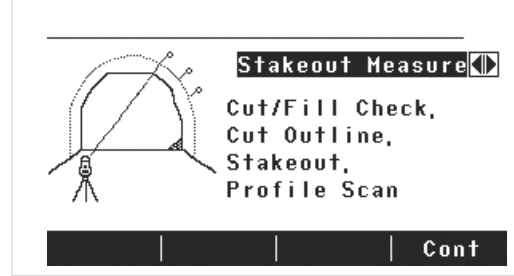 Stakeout Measure
Cut/Fill Check,
Cut Outline,
Stakeout,
Profile Scan
Cont